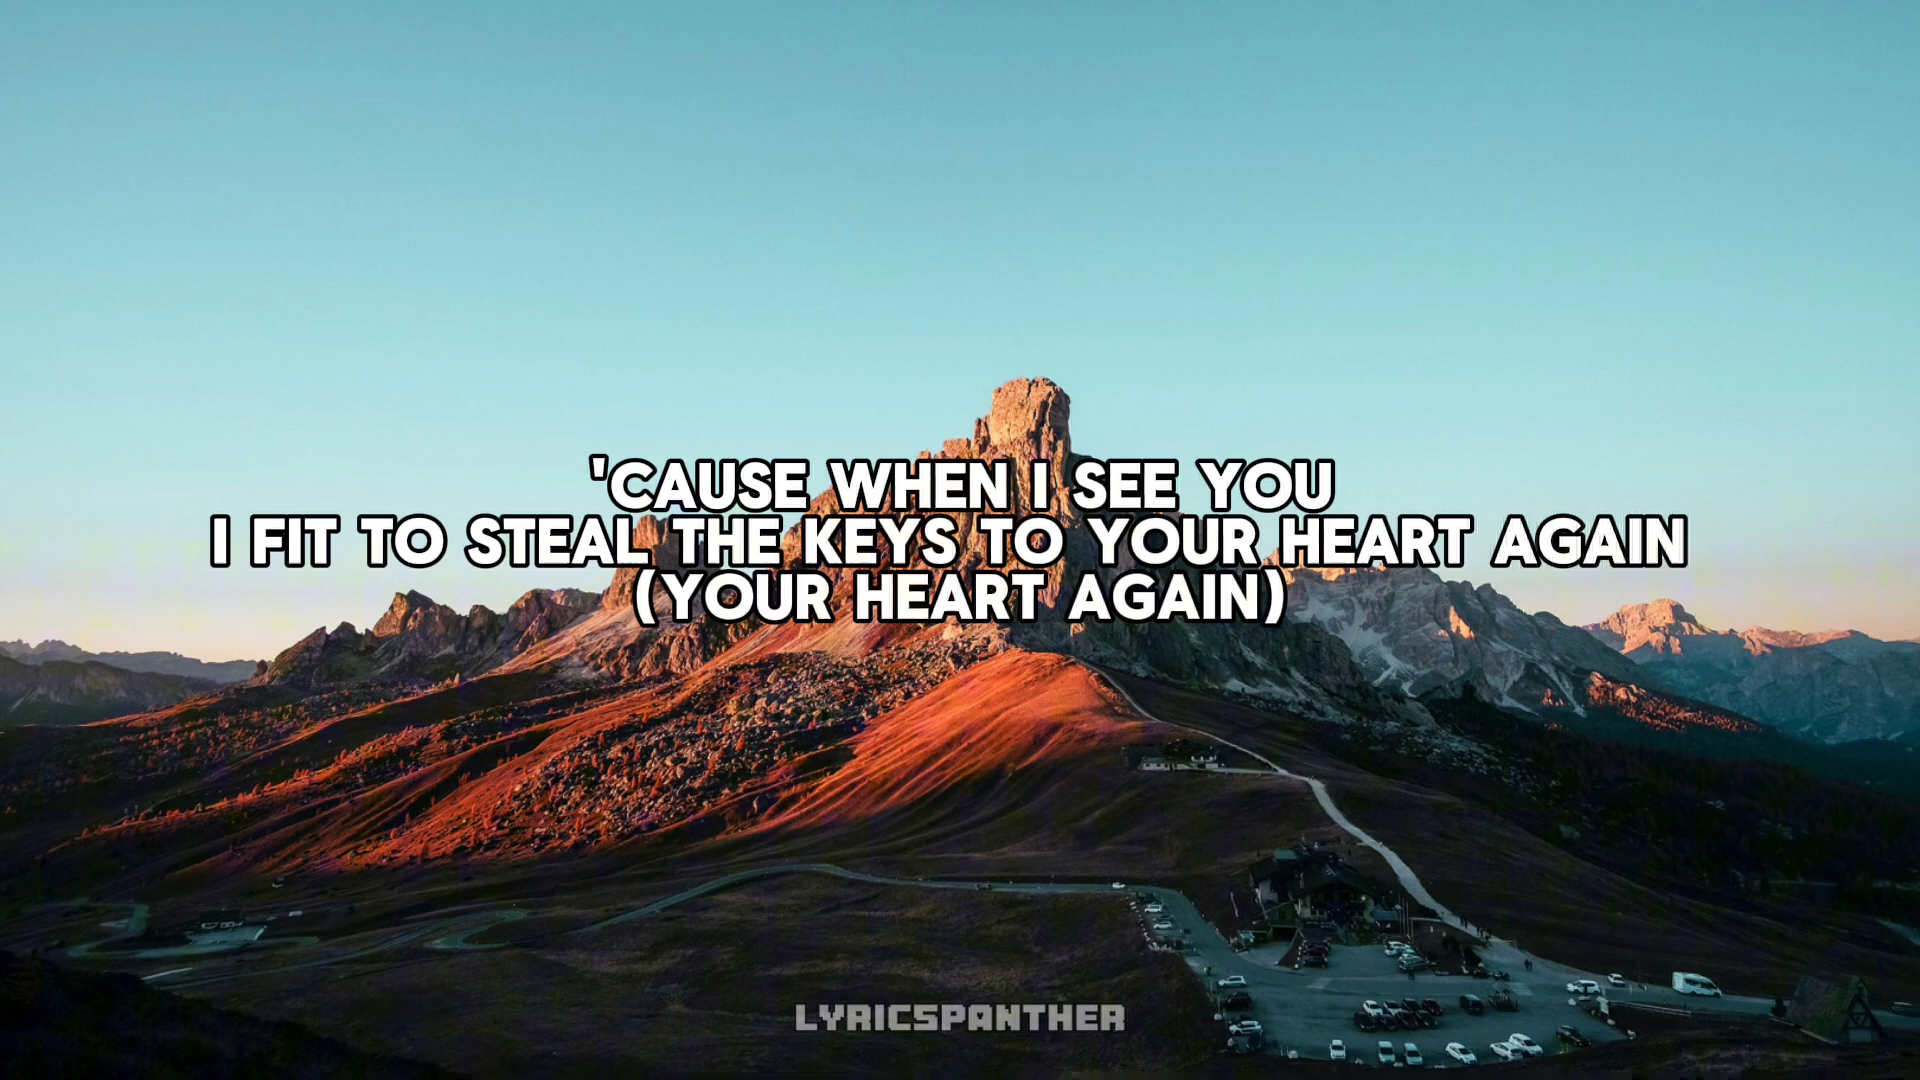 'CAUSE WHEN I SEE YOU
I FIT TO STEAL THE KEYS TO YOUR HEART AGAIN
(YOUR HEART AGAIN)
LYRICSPANTHER